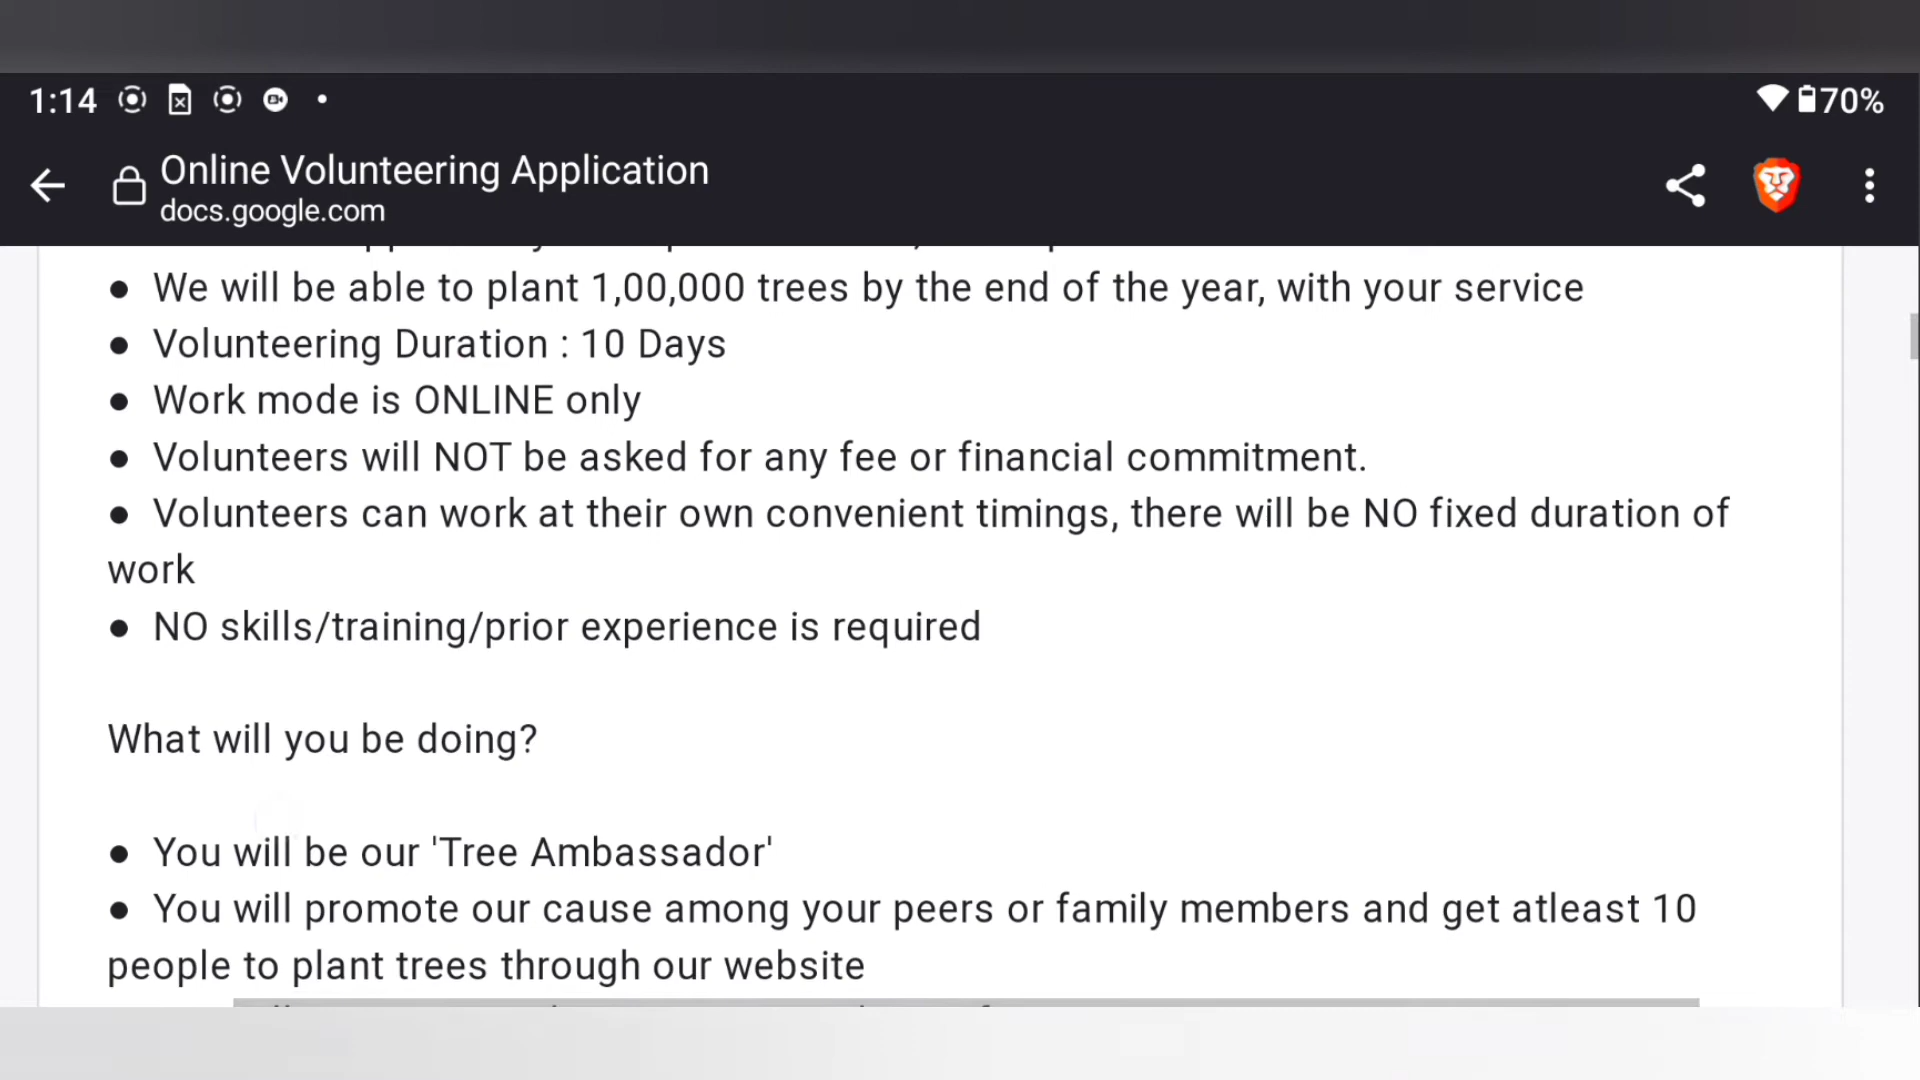 1:14
70%
Online Volunteering Application
docs.google.com
● We will be able to plant 1,00,000 trees by the end of the year, with your service
● Volunteering Duration : 10 Days
● Work mode is ONLINE only
● Volunteers will NOT be asked for any fee or financial commitment.
● Volunteers can work at their own convenient timings, there will be NO fixed duration of
work
● NO skills/training/prior experience is required
What will you be doing?
● You will be our 'Tree Ambassador'
● You will promote our cause among your peers or family members and get atleast 10
people to plant trees through our website